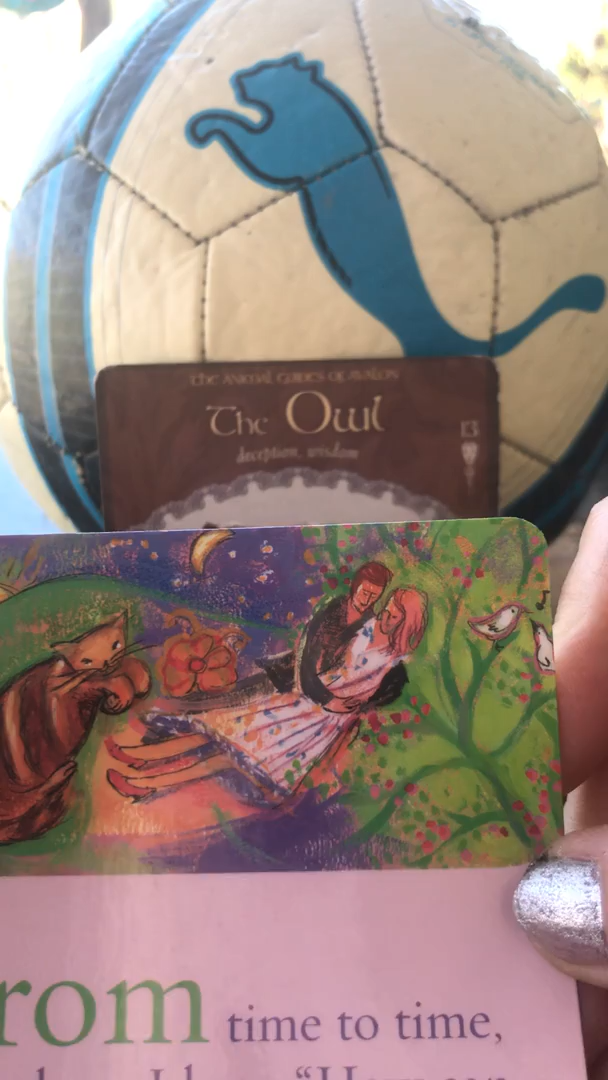 THE ANIMAL GUIDES OF AVALON
The Owl
deception, wisdom
13
rom time to time,